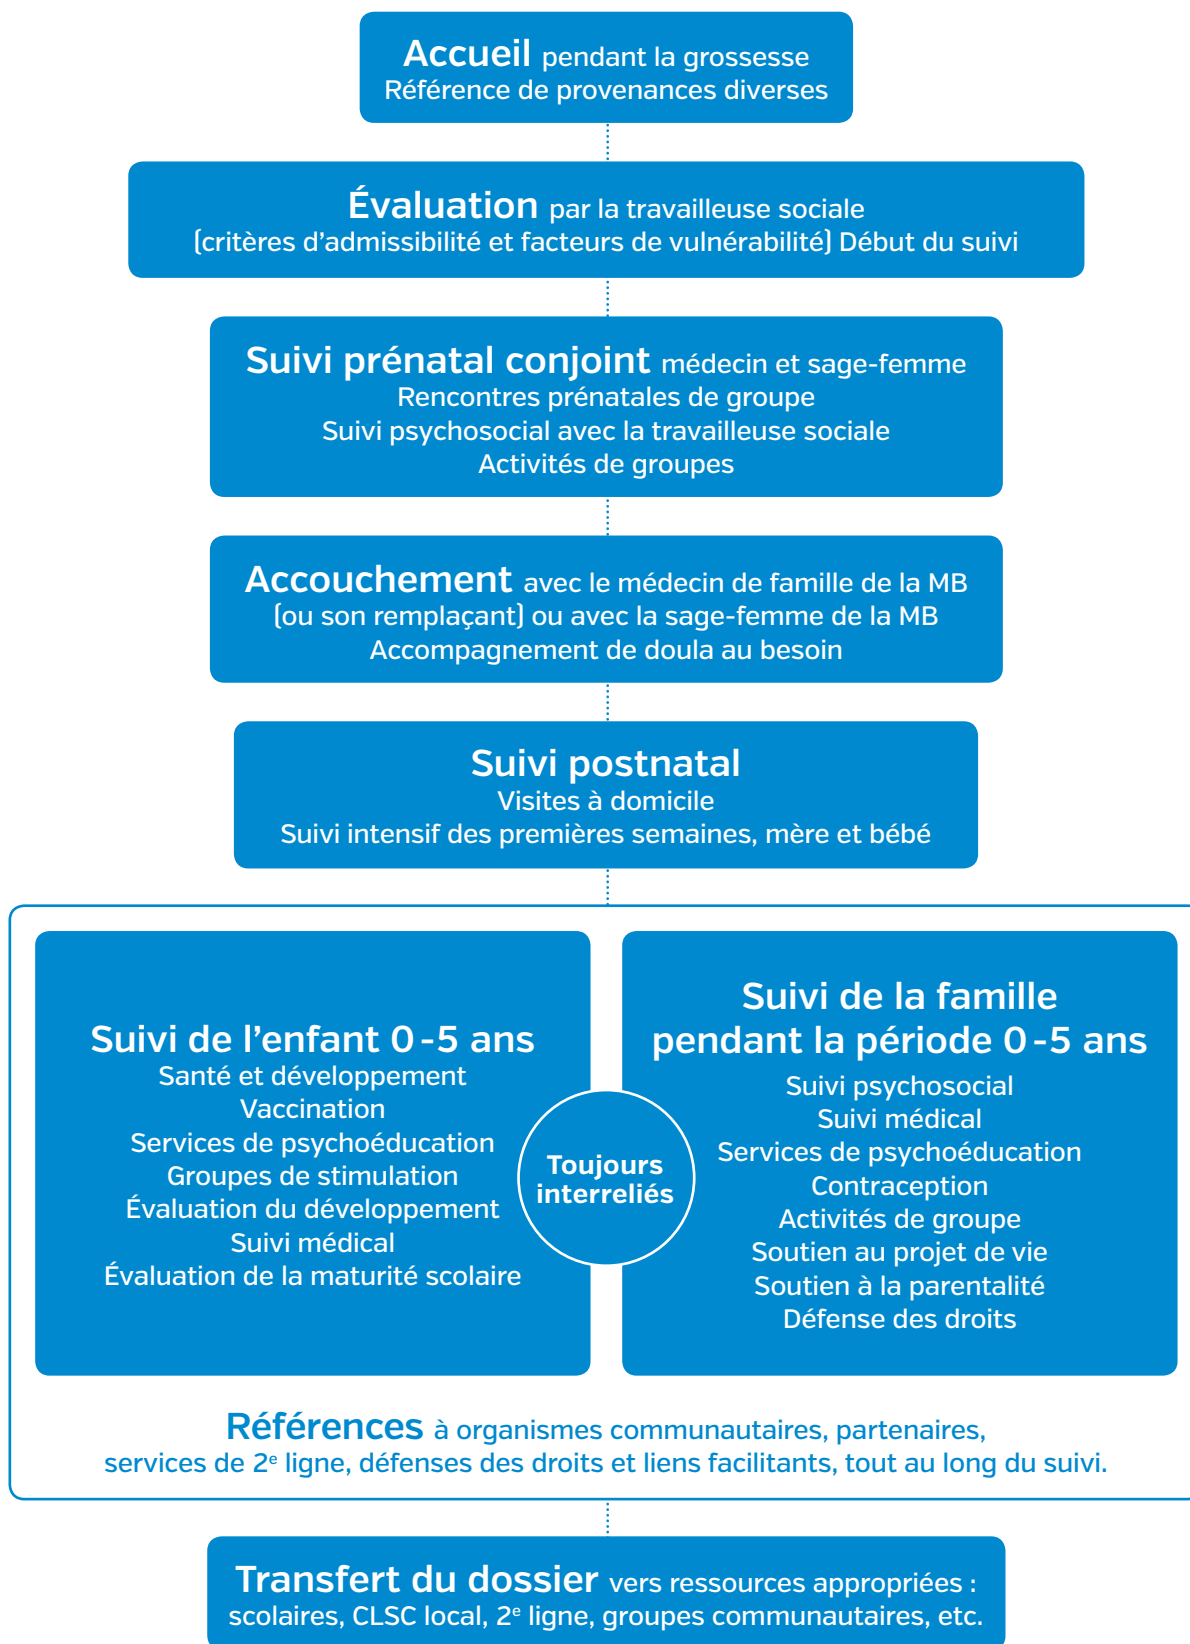 Accueil pendant la grossesse
Référence de provenances diverses
Évaluation par la travailleuse sociale
(critères d'admissibilité et facteurs de vulnérabilité) Début du suivi
Suivi prénatal conjoint médecin et sage-femme
Rencontres prénatales de groupe
Suivi psychosocial avec la travailleuse sociale
Activités de groupes
Accouchement avec le médecin de famille de la MB
(ou son remplaçant) ou avec la sage-femme de la MB
Accompagnement de doula au besoin
Suivi postnatal
Visites à domicile
Suivi intensif des premières semaines, mère et bébé
Suivi de l'enfant 0-5 ans
Santé et développement
Vaccination
Services de psychoéducation
Groupes de stimulation
Évaluation du développement
Suivi médical
Évaluation de la maturité scolaire
Toujours
interreliés
Suivi de la famille
pendant la période 0-5 ans
Suivi psychosocial
Suivi médical
Services de psychoéducation
Contraception
Activités de groupe
Soutien au projet de vie
Soutien à la parentalité
Défense des droits
Références à organismes communautaires, partenaires,
services de 2e ligne, défenses des droits et liens facilitants, tout au long du suivi.
Transfert du dossier vers ressources appropriées :
scolaires, CLSC local, 2e ligne, groupes communautaires, etc.